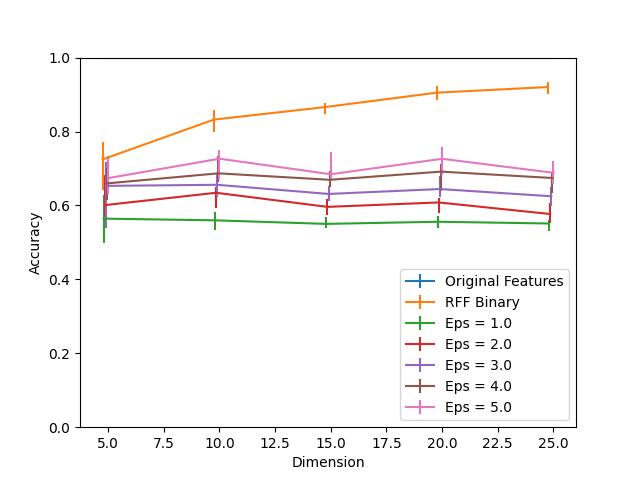 1.0
0.8
0.6
0.4
0.2
0.0
Accuracy
5.0 7.5 10.0 12.5 15.0 17.5 20.0 22.5 25.0
Dimension
Original Features
RFF Binary
Eps = 1.0
Eps = 2.0
Eps = 3.0
Eps = 4.0
Eps = 5.0